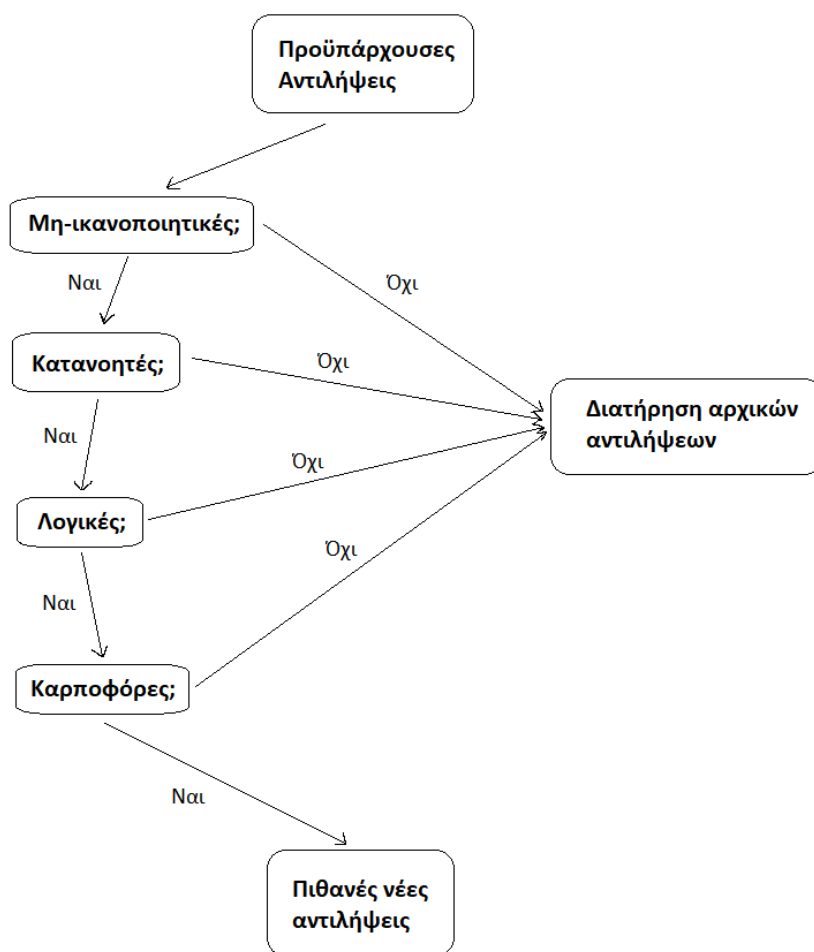 Προϋπάρχουσες
Αντιλήψεις
Μη-ικανοποιητικές;
Ναι
Όχι
Κατανοητές;
Όχι
Διατήρηση αρχικών
αντιλήψεων
Ναι
Όχι
Λογικές;
Όχι
Ναι
Καρποφόρες;
Ναι
Πιθανές νέες
αντιλήψεις